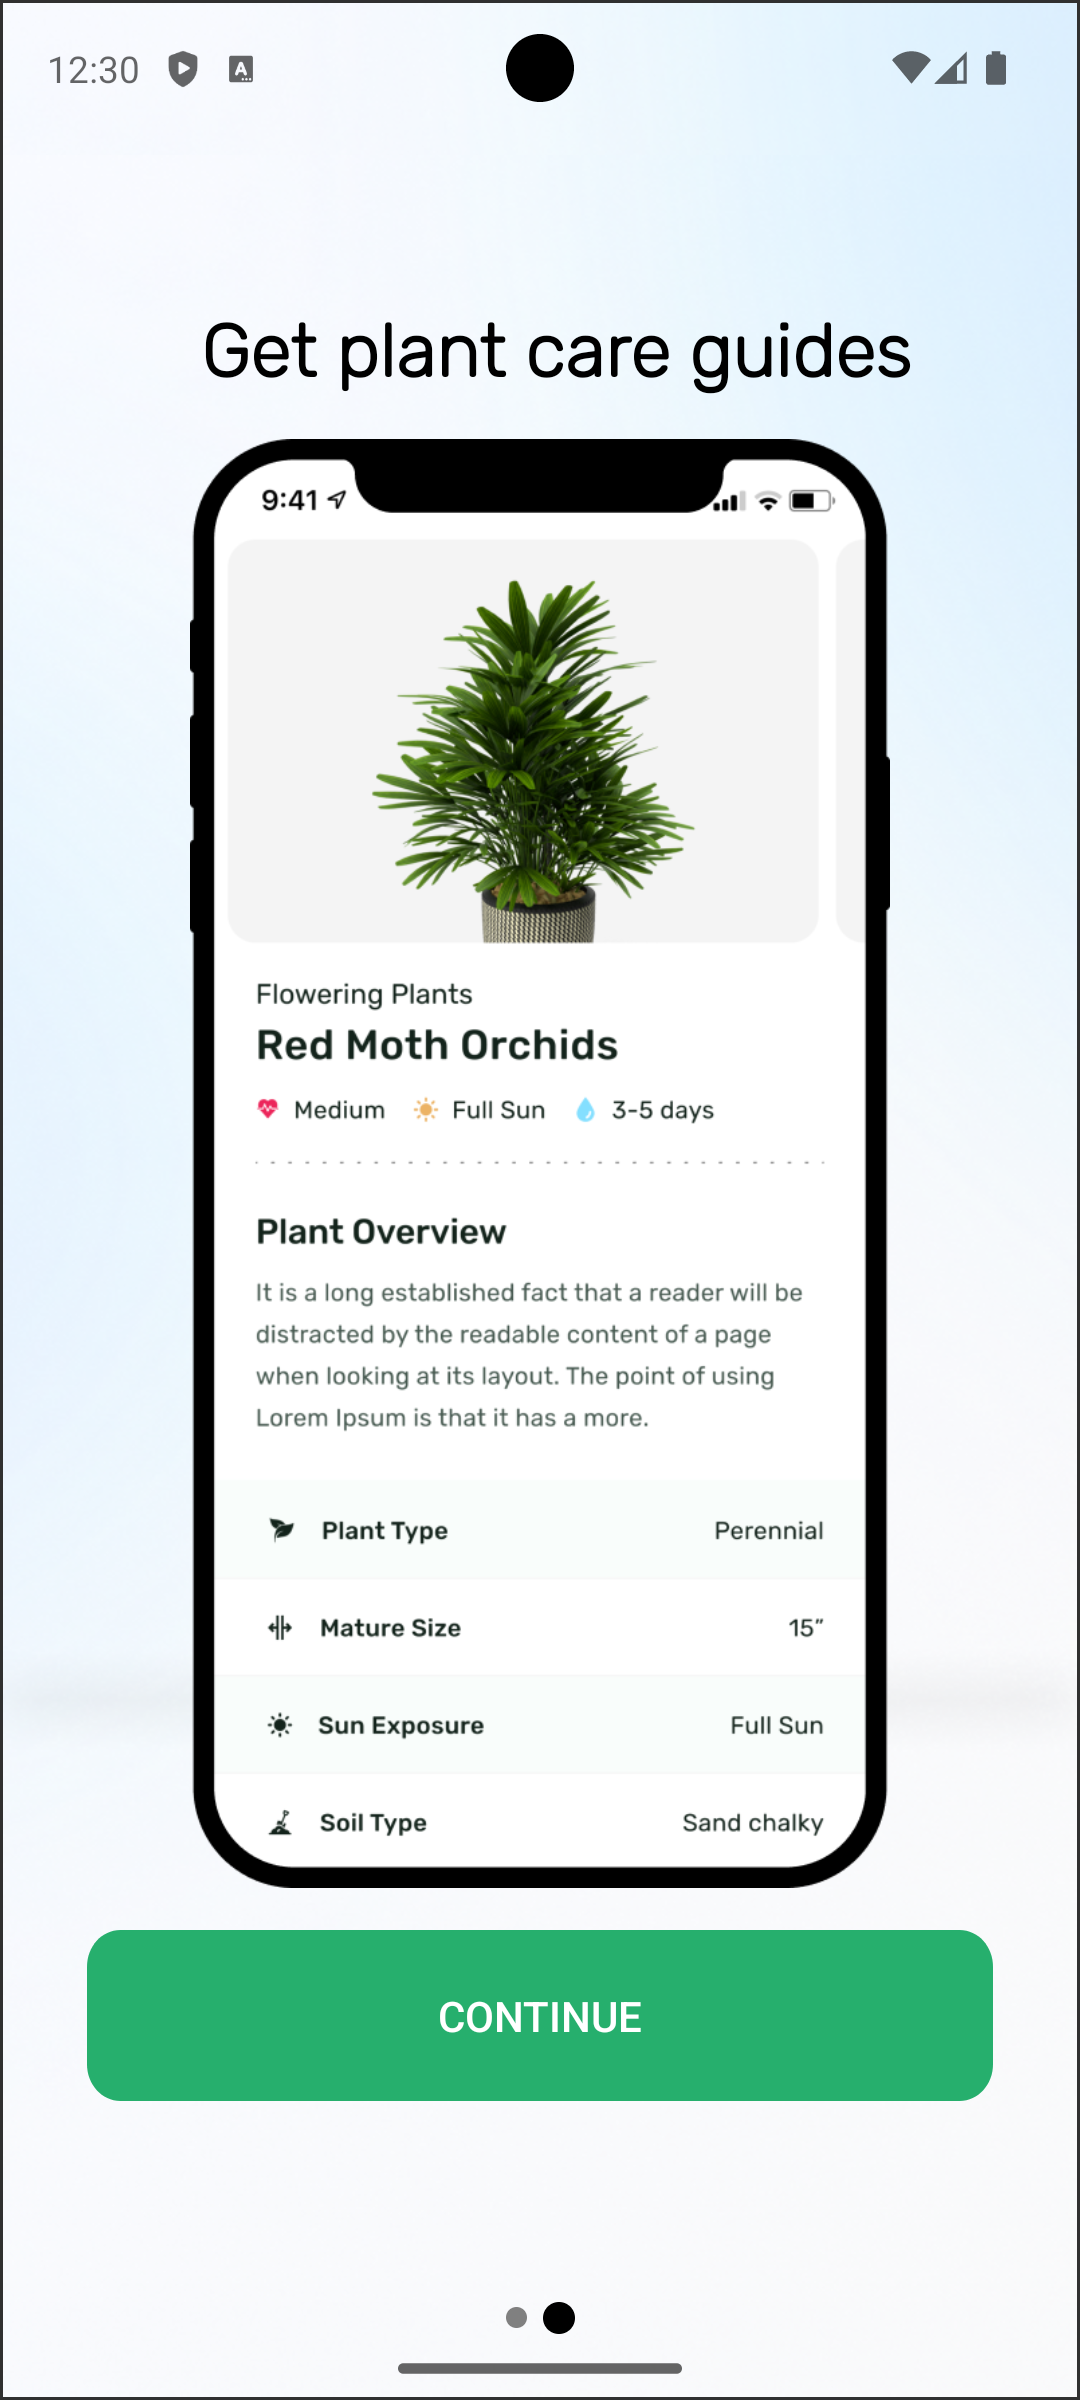 12:30
Get plant care guides
9:41
Flowering Plants
Red Moth Orchids
Medium Full Sun 3-5 days
Plant Overview
It is a long established fact that a reader will be
distracted by the readable content of a page
when looking at its layout. The point of using
Lorem Ipsum is that it has a more.
Plant Type Perennial
Mature Size 15”
Sun Exposure Full Sun
Soil Type Sand chalky
CONTINUE